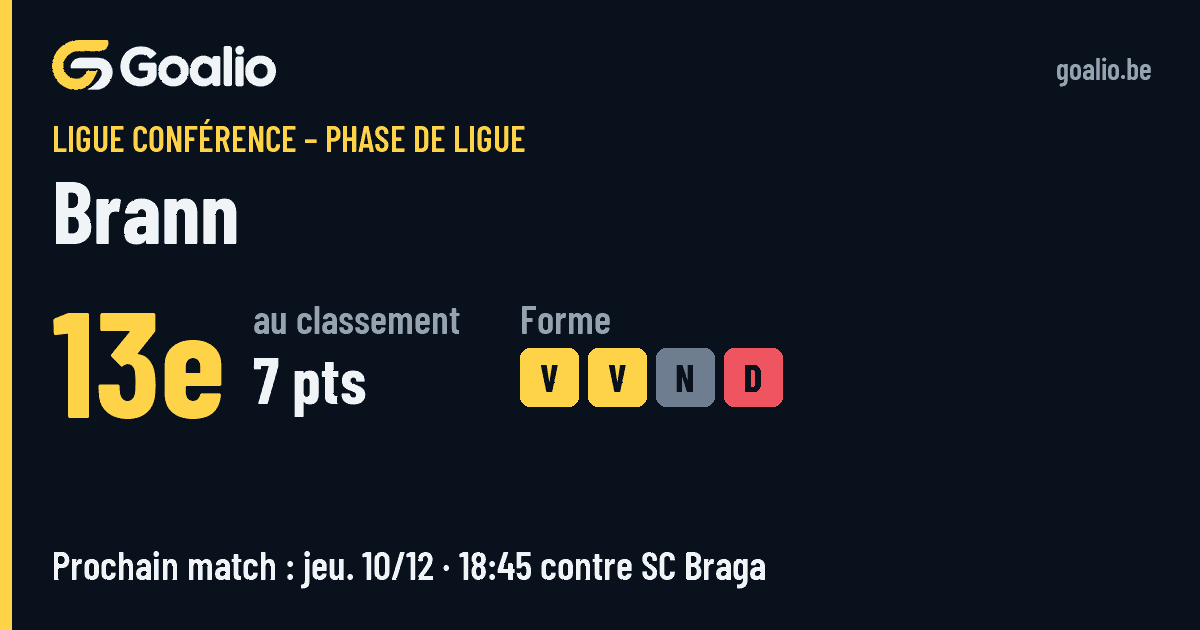 Goalio
goalio.be
LIGUE CONFÉRENCE – PHASE DE LIGUE
Brann
13e
au classement
7 pts
Forme
V V N D
Prochain match : jeu. 10/12 · 18:45 contre SC Braga